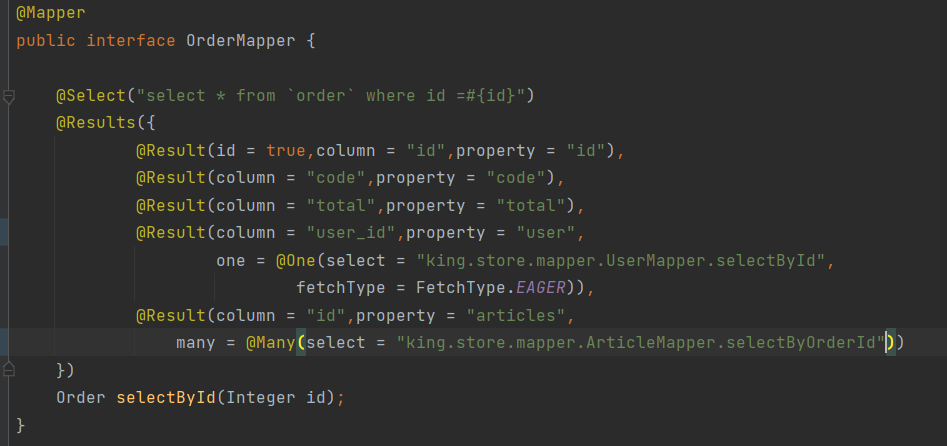 @Mapper
public interface OrderMapper {
@Select("select * from `order` where id =#{id}")
@Results({
@Result(id = true,column = "id",property = "id"),
@Result(column = "code",property = "code"),
@Result(column = "total",property = "total"),
@Result(column = "user_id",property = "user",
one = @One(select = "king.store.mapper.UserMapper.selectById",
fetchType = FetchType.EAGER)),
@Result(column = "id",property = "articles",
many = @Many(select = "king.store.mapper.ArticleMapper.selectByOrderId"))
})
Order selectById(Integer id);
}